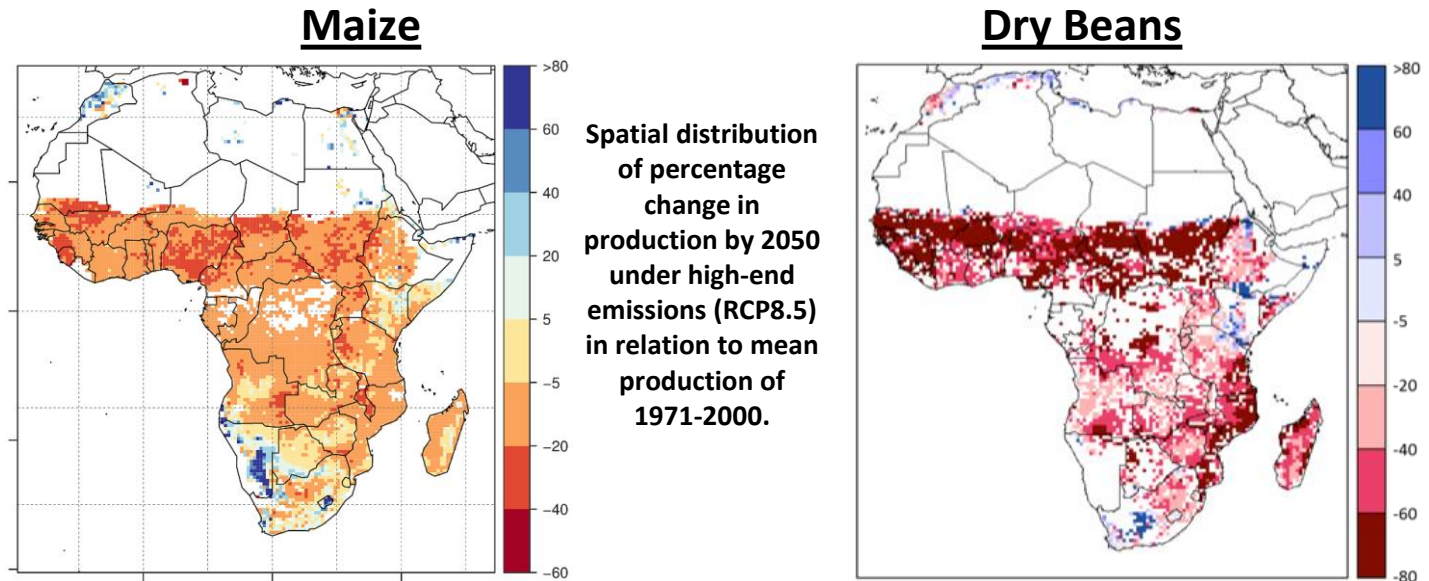 Maize
>80
60
40
20
5
–5
–20
–40
–60
Spatial distribution
of percentage
change in
production by 2050
under high-end
emissions (RCP8.5)
in relation to mean
production of
1971-2000.
Dry Beans
>80
60
40
5
-5
-20
-40
-60
-80